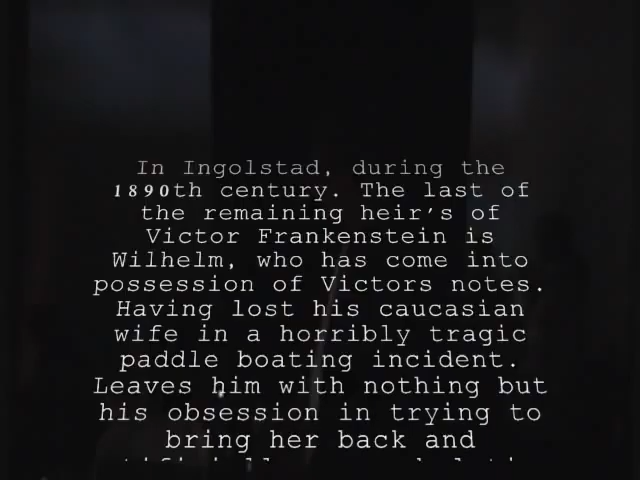 In Ingolstad, during the
1890th century. The last of
the remaining heir's of
Victor Frankenstein is
Wilhelm, who has come into
possession of Victors notes.
Having lost his caucasian
wife in a horribly tragic
paddle boating incident.
Leaves him with nothing but
his obsession in trying to
bring her back and